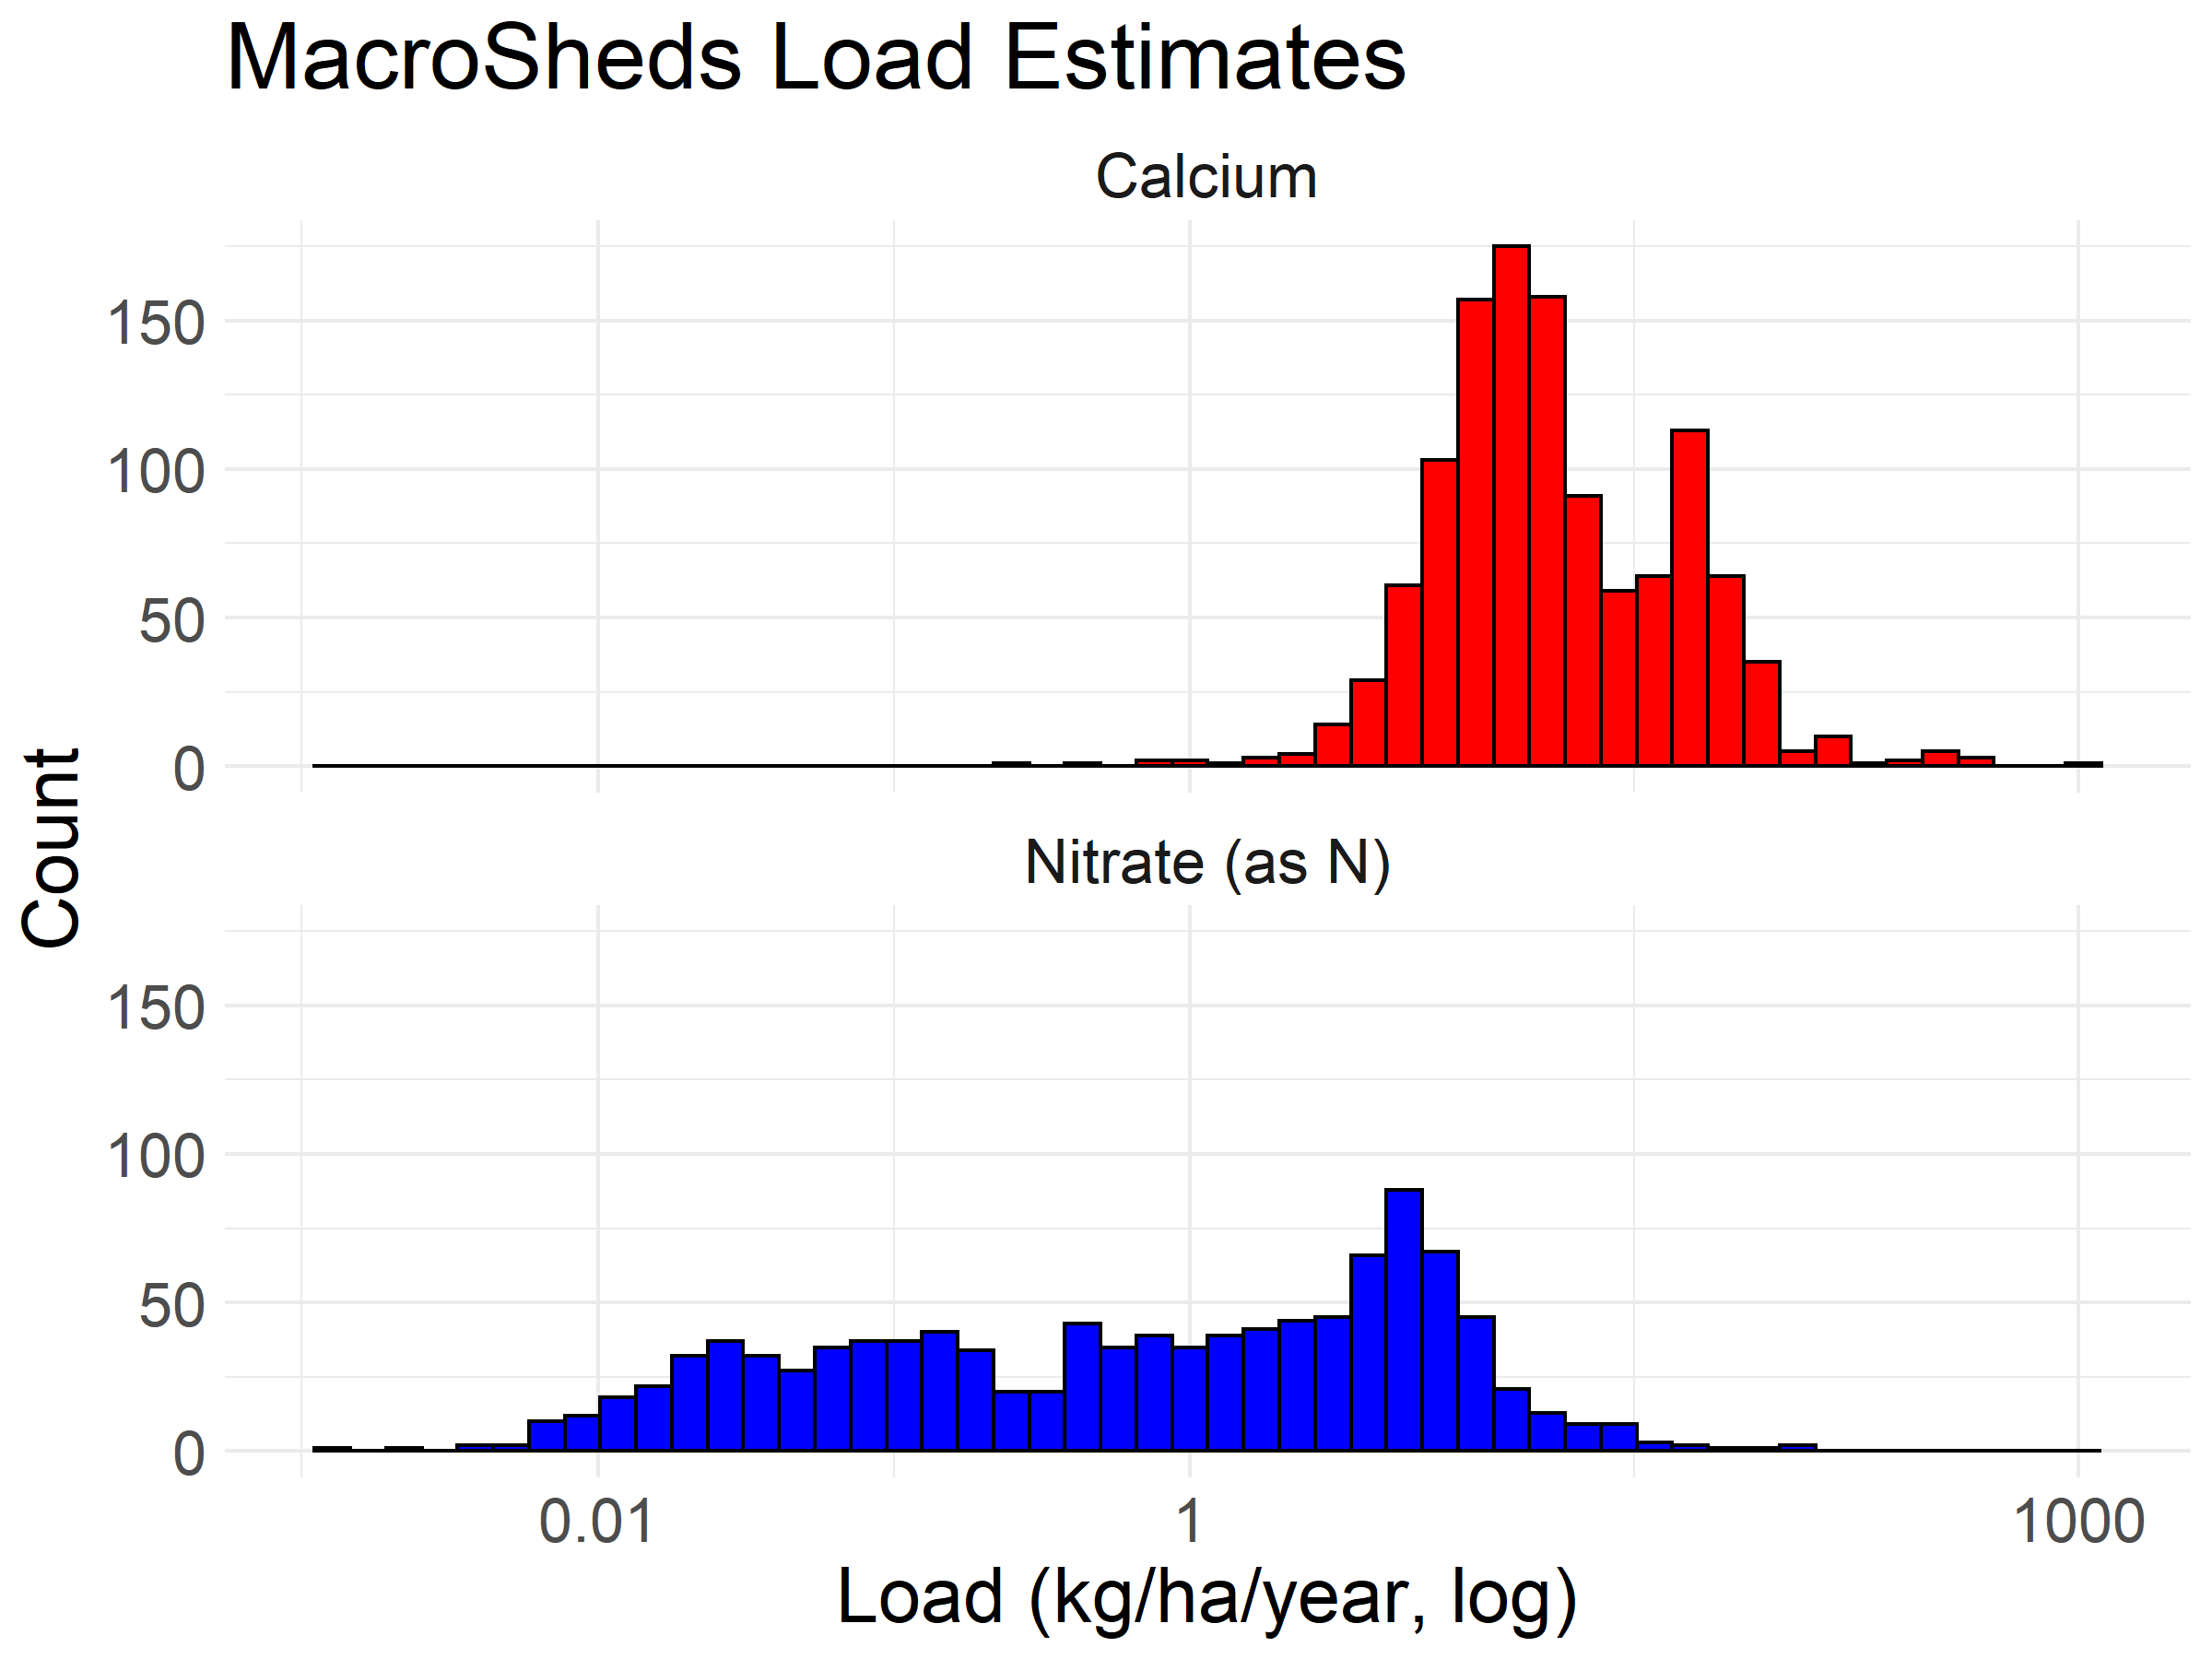 MacroSheds Load Estimates
Calcium
150
100
50
0
Count
Nitrate (as N)
150
100
50
0
0.01 1 1000
Load (kg/ha/year, log)